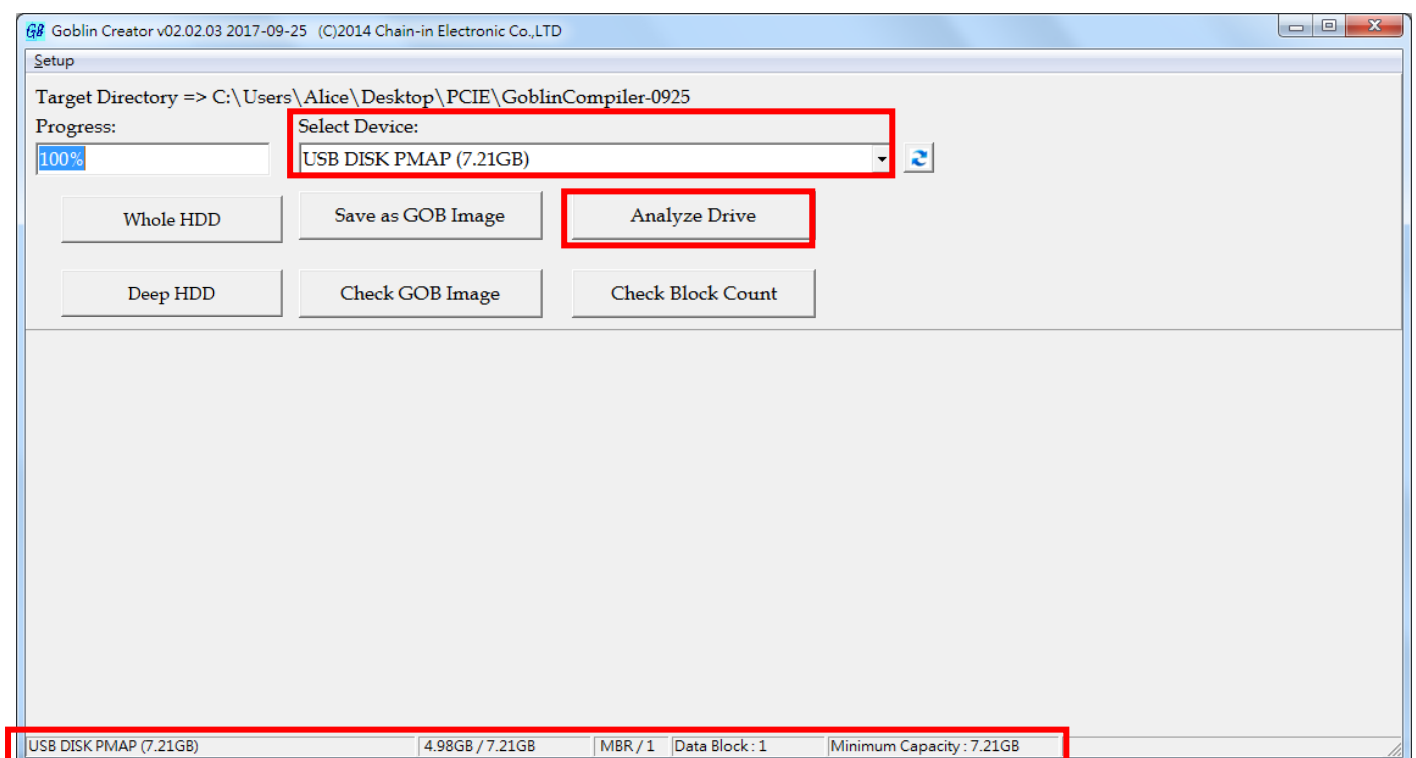 GB Goblin Creator v02.02.03 2017-09-25 (C)2014 Chain-in Electronic Co.,LTD
Setup
Target Directory => C:\Users\Alice\Desktop\PCIE\GoblinCompiler-0925
Progress: Select Device:
100% USB DISK PMAP (7.21GB)
Whole HDD Save as GOB Image Analyze Drive
Deep HDD Check GOB Image Check Block Count
USB DISK PMAP (7.21GB) 4.98GB / 7.21GB MBR / 1 Data Block : 1 Minimum Capacity : 7.21GB